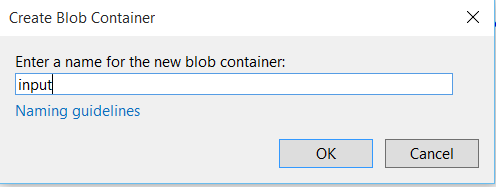 Create Blob Container
Enter a name for the new blob container:
input
Naming guidelines
OK
Cancel